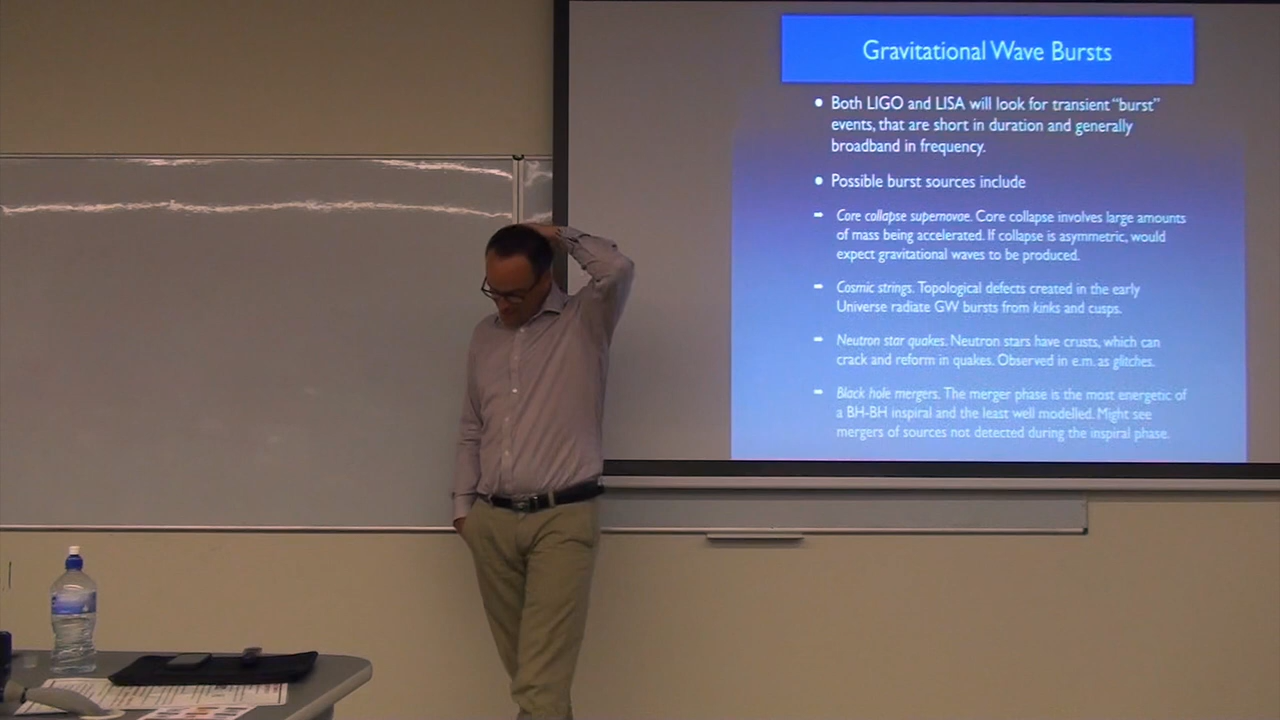 Gravitational Wave Bursts
• Both LIGO and LISA will look for transient “burst”
events, that are short in duration and generally
broadband in frequency.
• Possible burst sources include
- Core collapse supernovae. Core collapse involves large amounts
of mass being accelerated. If collapse is asymmetric, would
expect gravitational waves to be produced.
- Cosmic strings. Topological defects created in the early
Universe radiate GW bursts from kinks and cusps.
- Neutron star quakes. Neutron stars have crusts, which can
crack and reform in quakes. Observed in e.m. as glitches.
- Black hole mergers. The merger phase is the most energetic of
a BH-BH inspiral and the least well modelled. Might see
mergers of sources not detected during the inspiral phase.